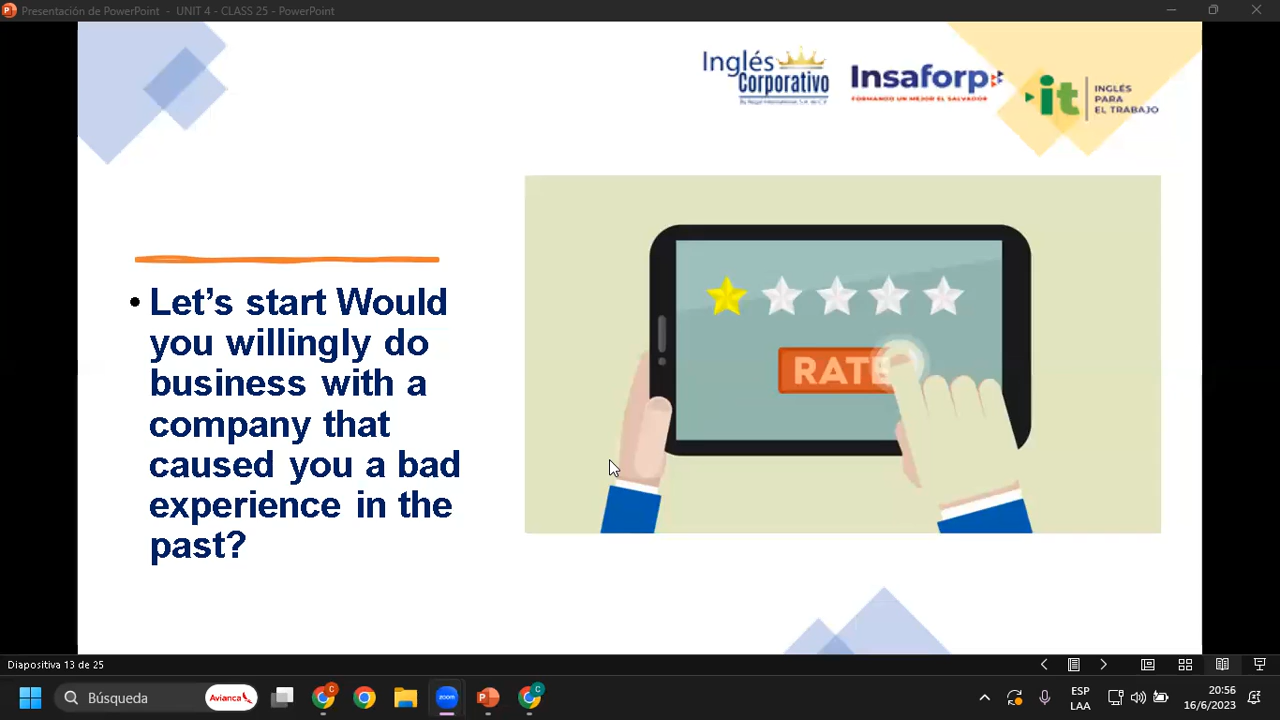 Presentación de PowerPoint - UNIT 4 - CLASS 25 - PowerPoint
Inglés
Corporativo
Insaforp
FORMANDO UN MEJOR EL SALVADOR
it
INGLÉS
PARA
EL TRABAJO
• Let’s start Would
you willingly do
business with a
company that
caused you a bad
experience in the
past?
RATE
Diapositiva 13 de 25
Búsqueda
Avianca
ESP
LAA
20:56
16/6/2023